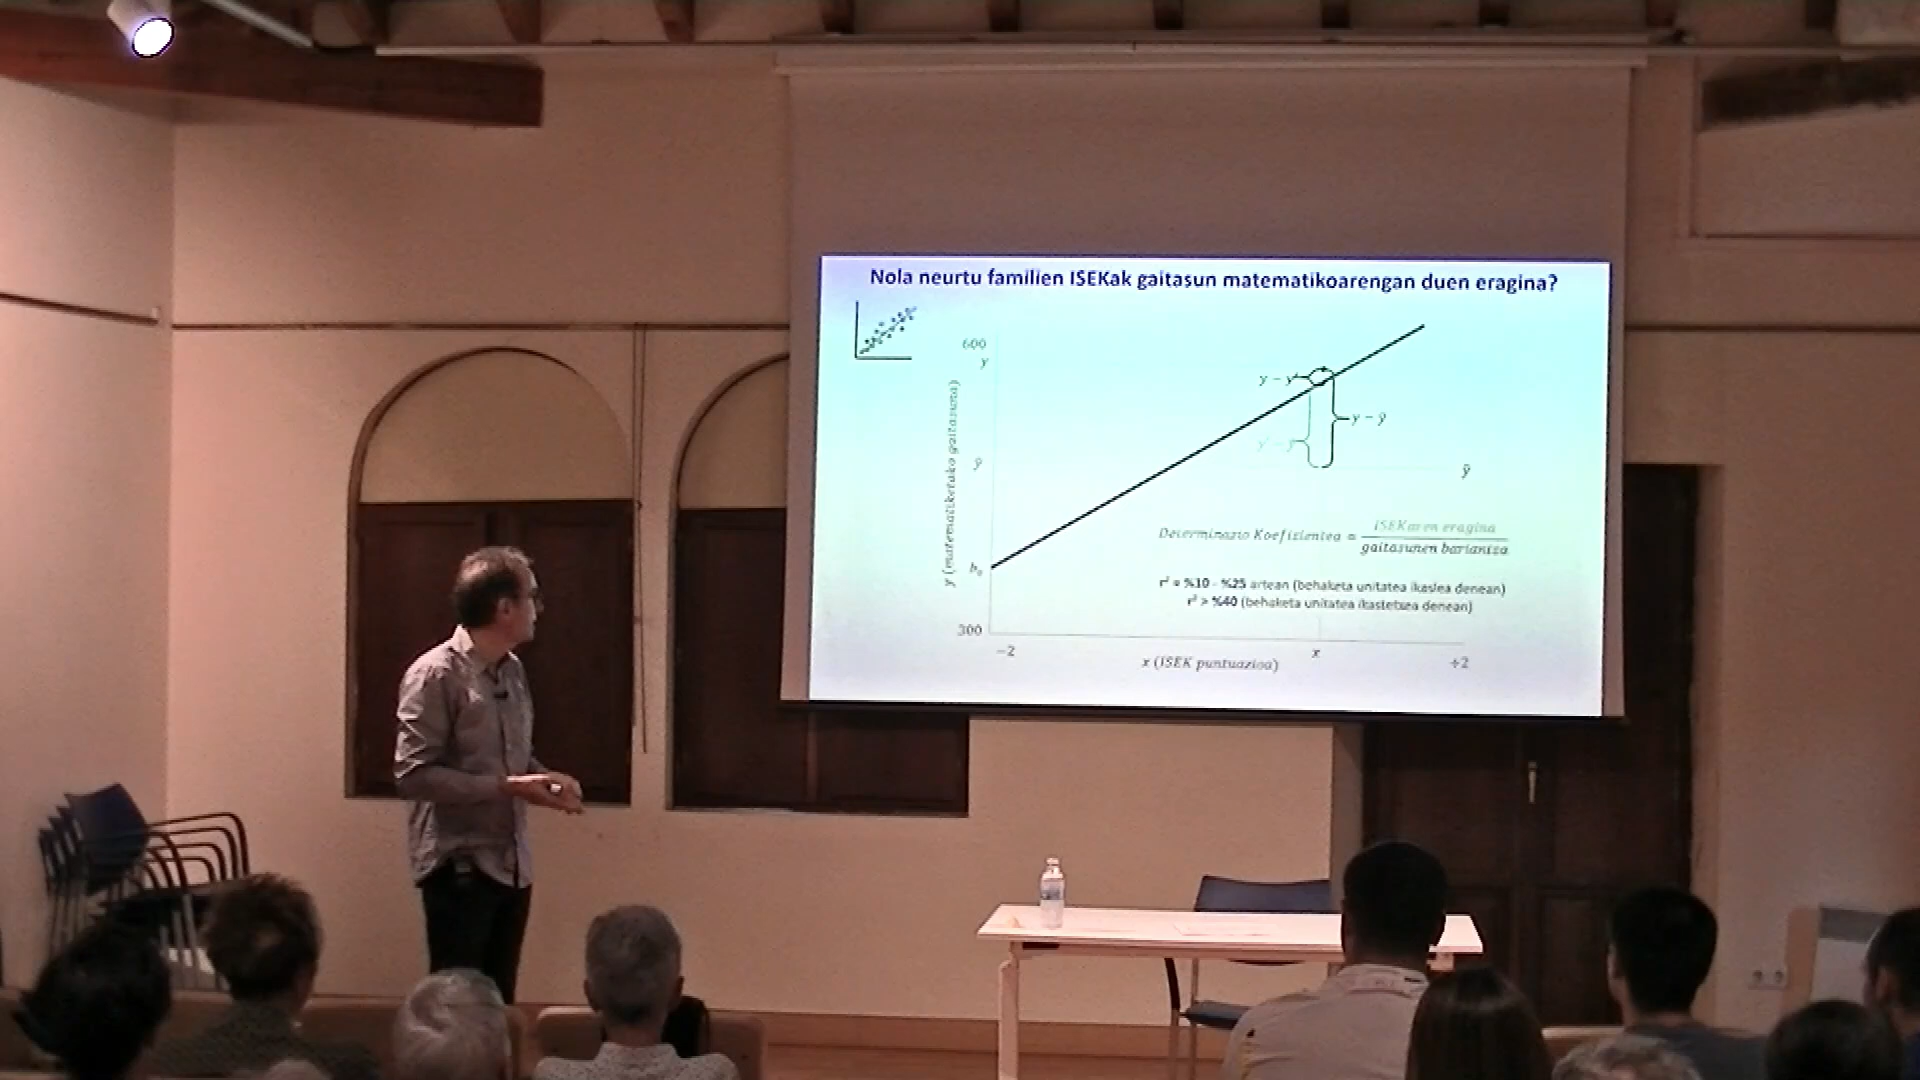 Nola neurtu familien ISEKak gaitasun matematikoarengan duen eragina?
600
y
y (matematiketako gaitasuna)
y – y'
y – ȳ
y' – ȳ
ȳ
ȳ
Determinazio Koefizientea = ISEKaren eragina
gaitasunen bariantza
b₀
r² = %10 - %25 artean (behaketa unitatea ikaslea denean)
r² > %40 (behaketa unitatea ikastetxea denean)
300
−2
x (ISEK puntuazioa)
x
+2